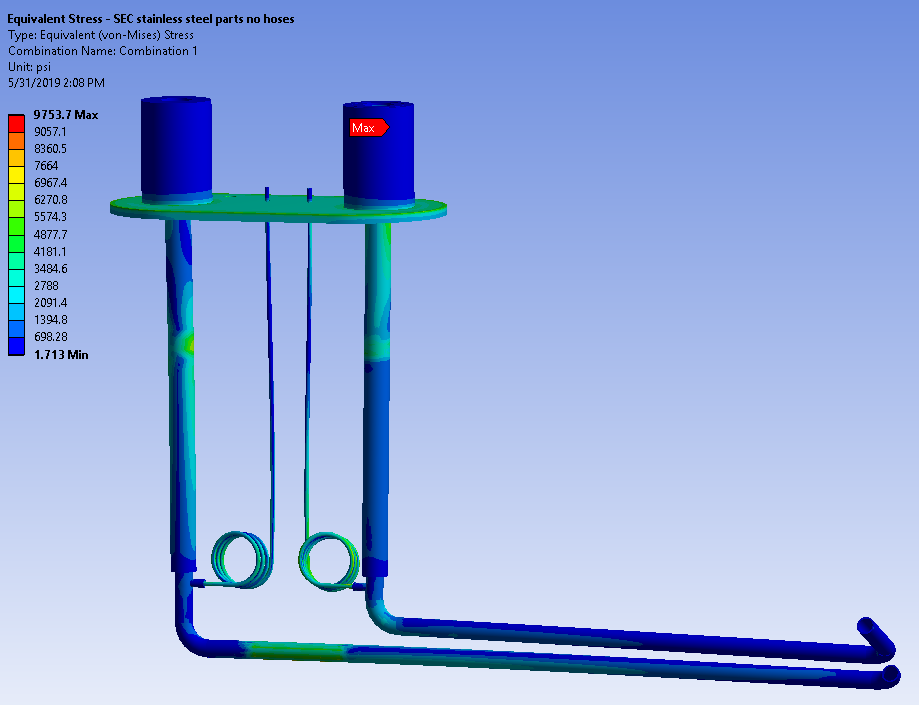 Equivalent Stress - SEC stainless steel parts no hoses
Type: Equivalent (von-Mises) Stress
Combination Name: Combination 1
Unit: psi
5/31/2019 2:08 PM
9753.7 Max
9057.1
8360.5
7664
6967.4
6270.8
5574.3
4877.7
4181.1
3484.6
2788
2091.4
1394.8
698.28
1.713 Min
Max